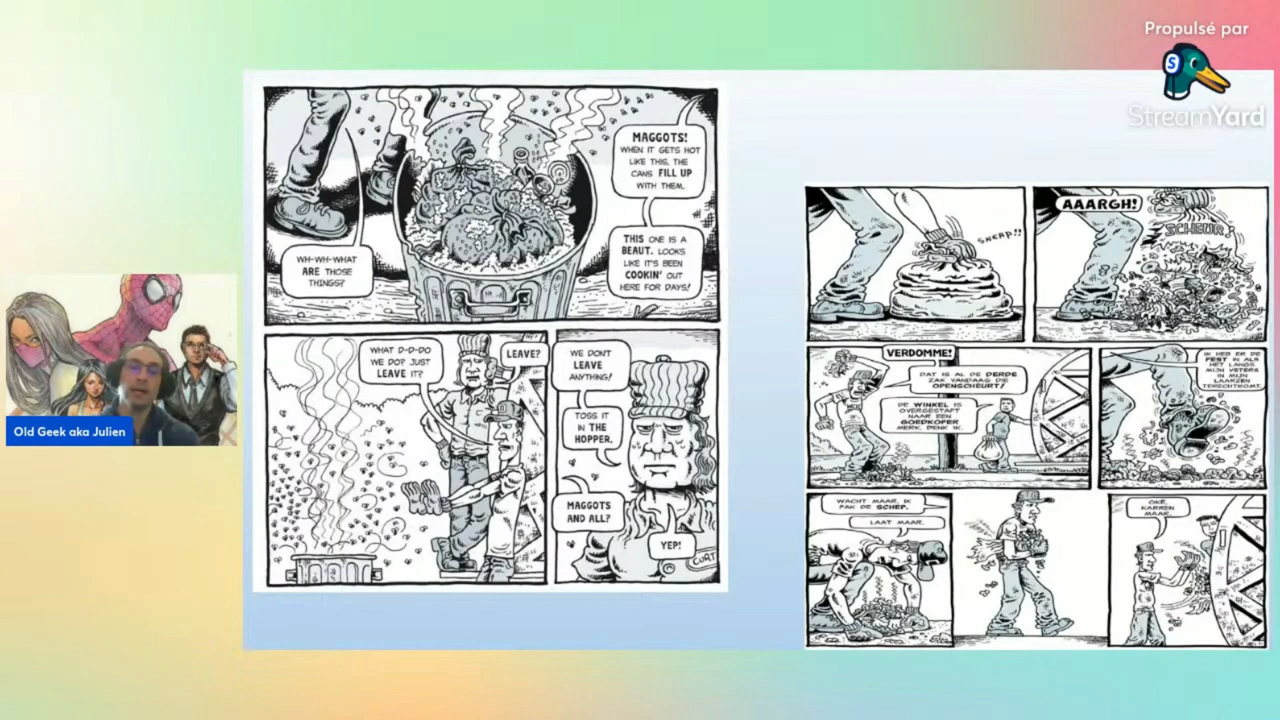 Propulsé par
StreamYard
MAGGOTS!
WHEN IT GETS HOT
LIKE THIS, THE
CANS FILL UP
WITH THEM.
THIS ONE IS A
BEAUT. LOOKS
LIKE IT'S BEEN
COOKIN' OUT
HERE FOR DAYS!
WH-WH-WHAT
ARE THOSE
THINGS?
WHAT D-D-DO
WE DO? JUST
LEAVE IT?
LEAVE?
WE DON'T
LEAVE
ANYTHING!
TOSS IT
IN THE
HOPPER.
MAGGOTS
AND ALL?
YEP!
CURT
AAARGH!
SCHEUR!
VERDOMME!
DAT IS AL DE DERDE
ZAK VANDAAG DIE
OPENSCHEURT!
DE WINKEL IS
OVERGESTAPT
NAAR EEN
GOEDKOPER
MERK, DENK IK.
IK HEB ER DE
PEST IN ALS
HET LANGS
MIJN VETERS
IN MIJN
LAARZEN
TERECHTKOMT.
WACHT MAAR, IK
PAK DE SCHEP.
LAAT MAAR.
OKÉ,
KARREN
MAAR.
Old Geek aka Julien